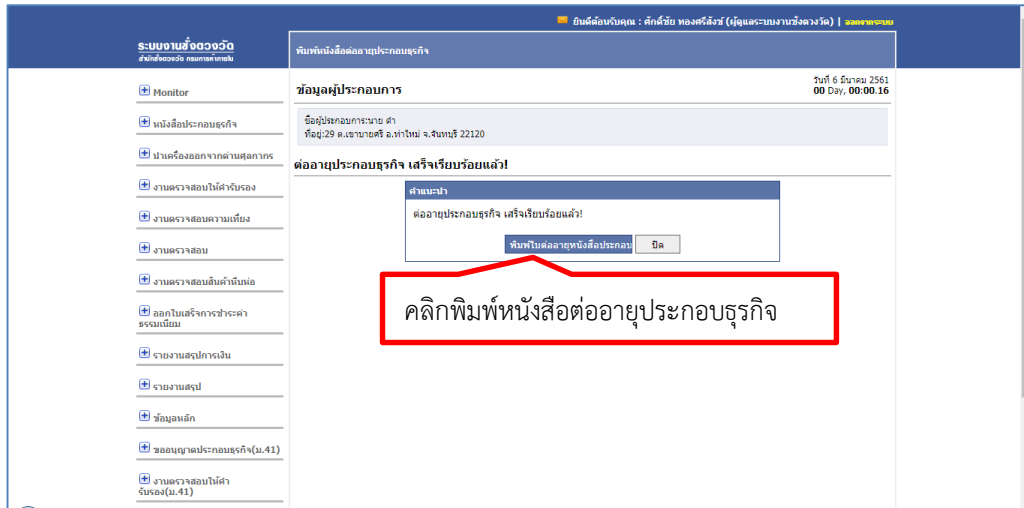 ยินดีต้อนรับคุณ : ศักดิ์ชัย ทองศรีสังข์ (ผู้ดูแลระบบงานชั่งตวงวัด) | ออกจากระบบ
ระบบงานชั่งตวงวัด
สำนักชั่งตวงวัด กรมการค้าภายใน
พิมพ์หนังสือต่ออายุประกอบธุรกิจ
Monitor
หนังสือประกอบธุรกิจ
นำเครื่องออกจากด่านศุลกากร
งานตรวจสอบให้คำรับรอง
งานตรวจสอบความเที่ยง
งานตรวจสอบ
งานตรวจสอบสินค้าหีบห่อ
ออกใบเสร็จการชำระค่า
ธรรมเนียม
รายงานสรุปการเงิน
รายงานสรุป
ข้อมูลหลัก
ขออนุญาตประกอบธุรกิจ(ม.41)
งานตรวจสอบให้คำ
รับรอง(ม.41)
ข้อมูลผู้ประกอบการ
วันที่ 6 มีนาคม 2561
00 Day, 00:00.16
ชื่อผู้ประกอบการ:นาย ดำ
ที่อยู่:29 ต.เขาบายศรี อ.ท่าใหม่ จ.จันทบุรี 22120
ต่ออายุประกอบธุรกิจ เสร็จเรียบร้อยแล้ว!
คำแนะนำ
ต่ออายุประกอบธุรกิจ เสร็จเรียบร้อยแล้ว!
พิมพ์ใบต่ออายุหนังสือประกอบ ปิด
คลิกพิมพ์หนังสือต่ออายุประกอบธุรกิจ